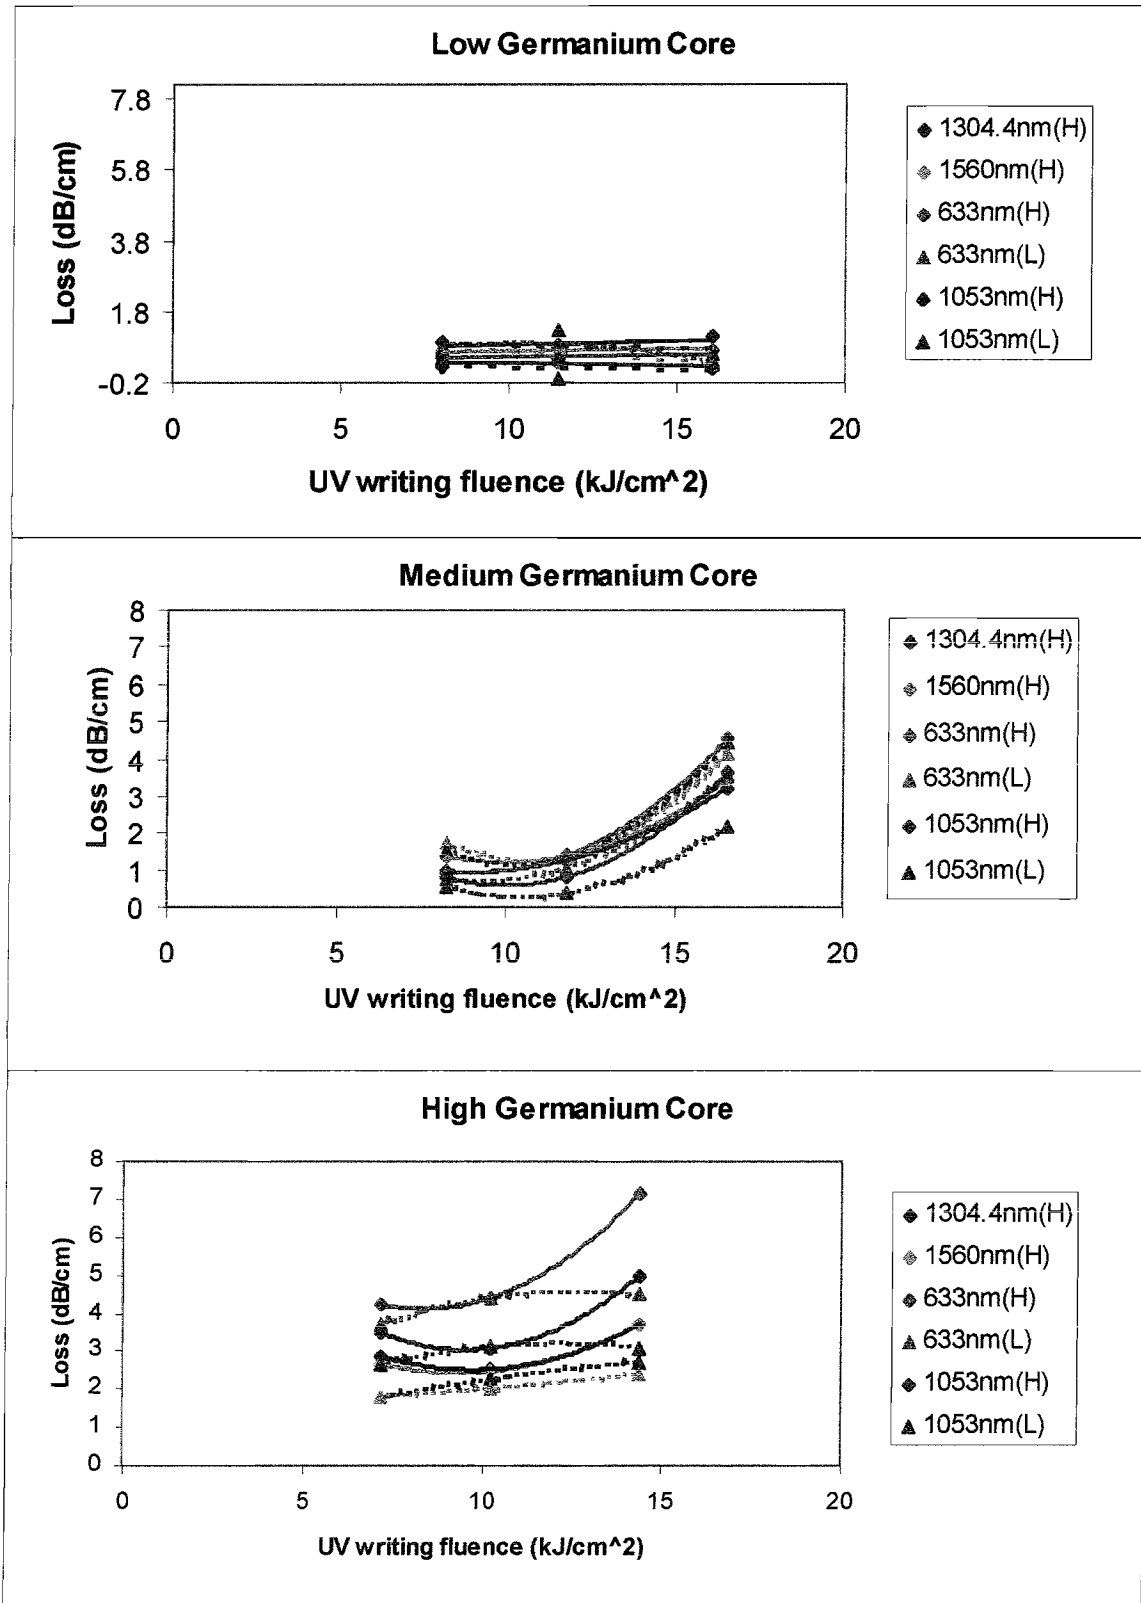 Low Germanium Core
7.8
5.8
3.8
1.8
-0.2
Loss (dB/cm)
0 5 10 15 20
UV writing fluence (kJ/cm^2)
1304.4nm(H)
1560nm(H)
633nm(H)
633nm(L)
1053nm(H)
1053nm(L)
Medium Germanium Core
8
7
6
5
4
3
2
1
0
Loss (dB/cm)
0 5 10 15 20
UV writing fluence (kJ/cm^2)
1304.4nm(H)
1560nm(H)
633nm(H)
633nm(L)
1053nm(H)
1053nm(L)
High Germanium Core
8
7
6
5
4
3
2
1
0
Loss (dB/cm)
0 5 10 15 20
UV writing fluence (kJ/cm^2)
1304.4nm(H)
1560nm(H)
633nm(H)
633nm(L)
1053nm(H)
1053nm(L)